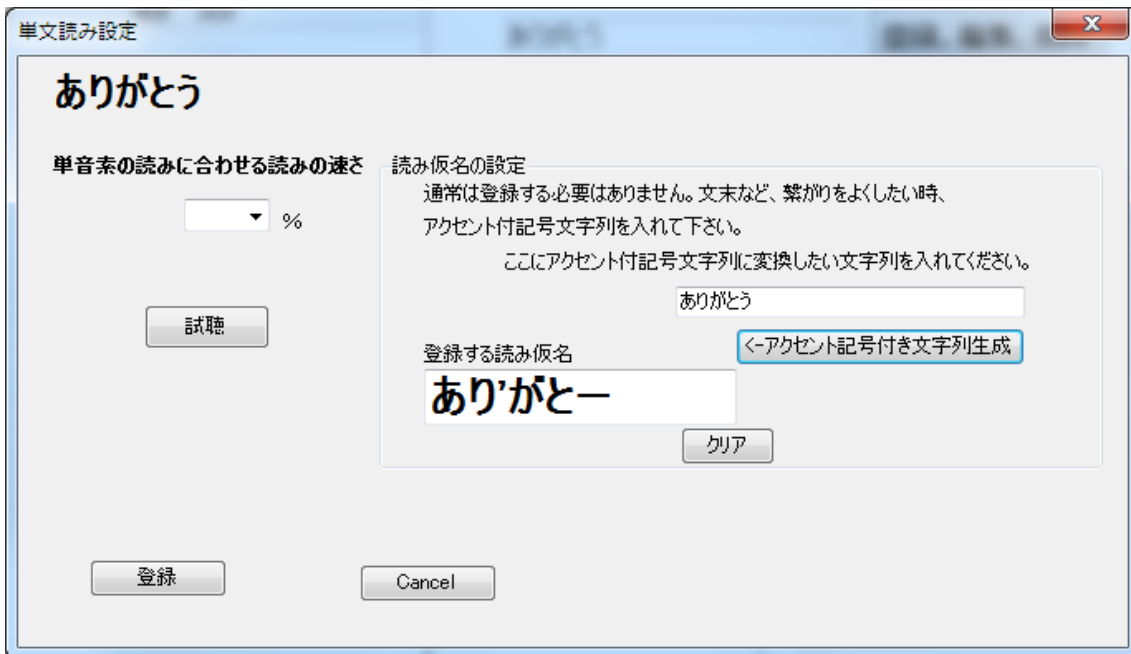 単文読み設定
ありがとう
単音素の読みに合わせる読みの速さ
%
試聴
読み仮名の設定
通常は登録する必要はありません。文末など、繋がりをよくしたい時、
アクセント付記号文字列を入れて下さい。
ここにアクセント付記号文字列に変換したい文字列を入れてください。
ありがとう
<-アクセント記号付き文字列生成
登録する読み仮名
あり'がとー
クリア
登録
Cancel